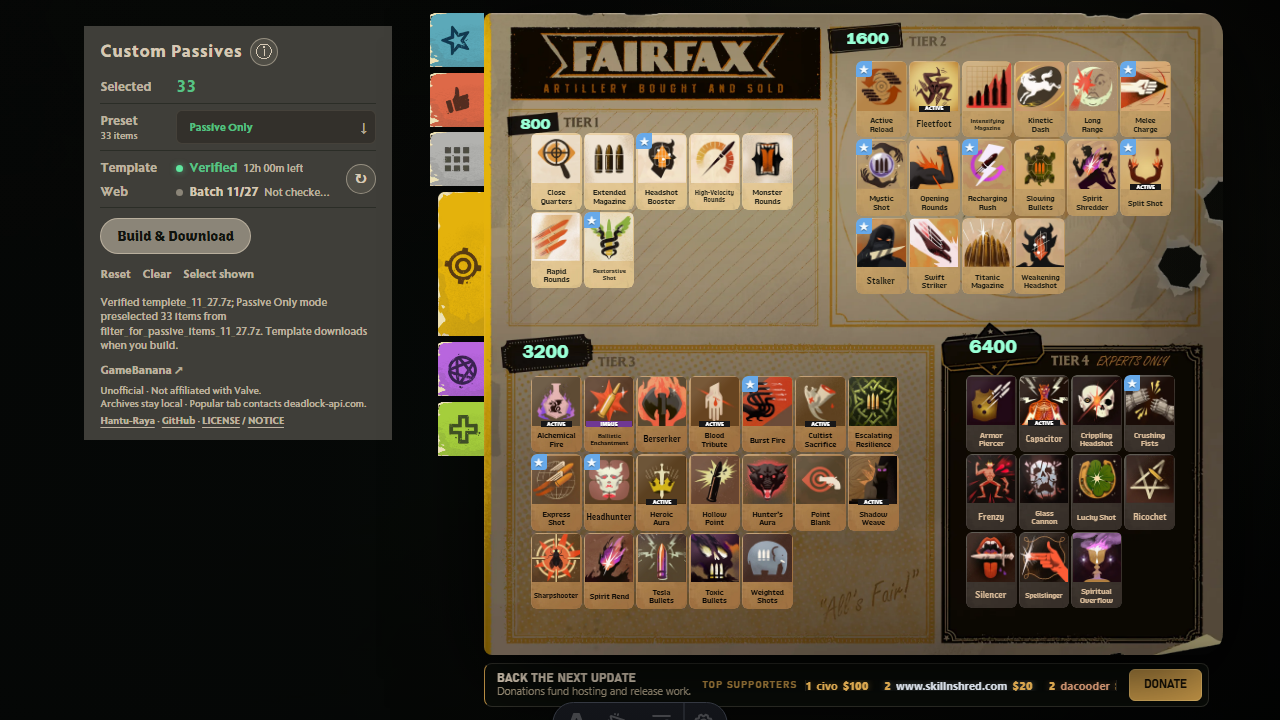 Custom Passives
Selected 33
Preset
33 items
Passive Only
Template Verified 12h 00m left
Web Batch 11/27 Not checke...
Build & Download
Reset Clear Select shown
Verified templete_11_27.7z; Passive Only mode
preselected 33 items from
filter_for_passive_items_11_27.7z. Template downloads
when you build.
GameBanana ↗
Unofficial · Not affiliated with Valve.
Archives stay local · Popular tab contacts deadlock-api.com.
Hantu-Raya · GitHub · LICENSE / NOTICE
FAIRFAX
ARTILLERY BOUGHT AND SOLD
800 TIER 1
Close Quarters
Extended Magazine
Headshot Booster
High-Velocity Rounds
Monster Rounds
Rapid Rounds
Restorative Shot
1600 TIER 2
Active Reload
ACTIVE
Fleetfoot
Intensifying Magazine
Kinetic Dash
Long Range
Melee Charge
Mystic Shot
Opening Rounds
Recharging Rush
Slowing Bullets
Spirit Shredder
ACTIVE
Split Shot
Stalker
Swift Striker
Titanic Magazine
Weakening Headshot
3200 TIER 3
ACTIVE
Alchemical Fire
IMBUE
Ballistic Enchantment
Berserker
ACTIVE
Blood Tribute
Burst Fire
ACTIVE
Cultist Sacrifice
Escalating Resilience
Express Shot
Headhunter
ACTIVE
Heroic Aura
Hollow Point
Hunter's Aura
Point Blank
ACTIVE
Shadow Weave
Sharpshooter
Spirit Rend
Tesla Bullets
Toxic Bullets
Weighted Shots
"All's Fair!"
6400
TIER 4 EXPERTS ONLY
Armor Piercer
ACTIVE
Capacitor
Crippling Headshot
Crushing Fists
Frenzy
Glass Cannon
Lucky Shot
Ricochet
Silencer
Spellslinger
Spiritual Overflow
BACK THE NEXT UPDATE
Donations fund hosting and release work.
TOP SUPPORTERS 1 civo $100 2 www.skillnshred.com $20 2 dacooder
DONATE